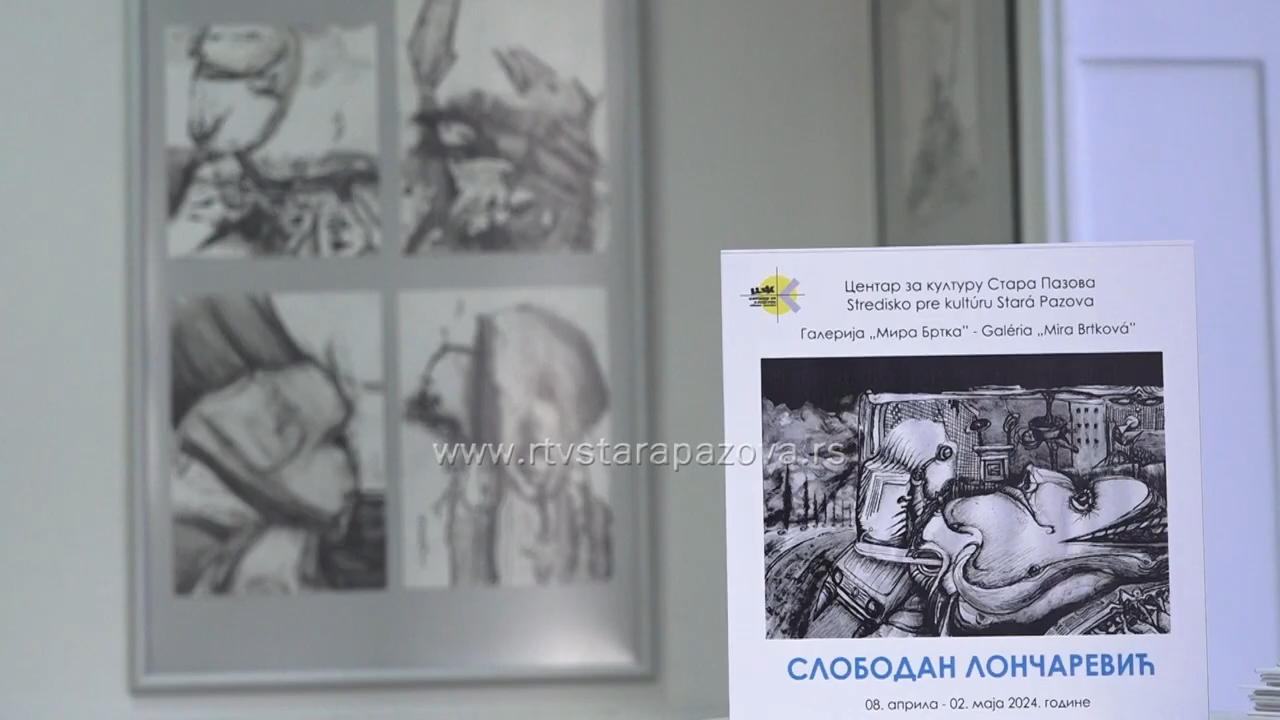 Центар за културу Стара Пазова
Stredisko pre kultúru Stará Pazova
Галерија „Мира Бртка” - Galéria „Mira Brtková”
www.rtvstarapazova.rs
СЛОБОДАН ЛОНЧАРЕВИЋ
08. априла - 02. маја 2024. године